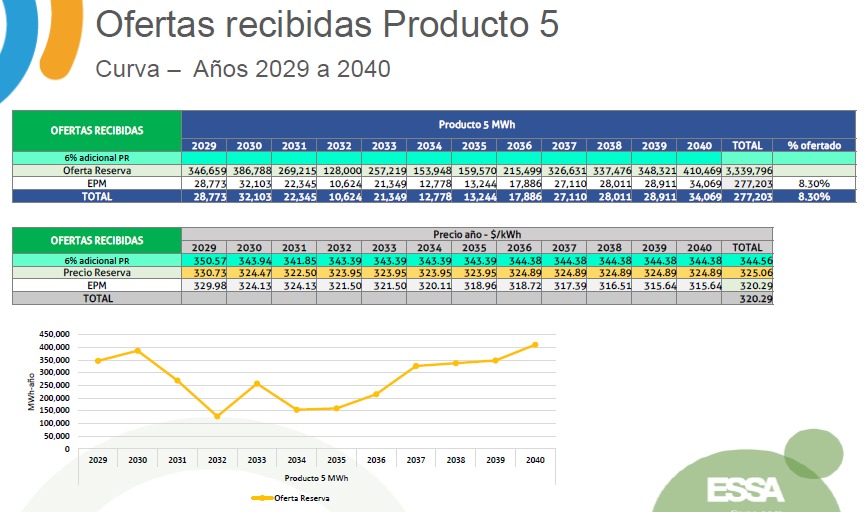 Ofertas recibidas Producto 5
Curva – Años 2029 a 2040
OFERTAS RECIBIDAS Producto 5 MWh
2029 2030 2031 2032 2033 2034 2035 2036 2037 2038 2039 2040 TOTAL % ofertado
6% adicional PR
Oferta Reserva 346,659 386,788 269,215 128,000 257,219 153,948 159,570 215,499 326,631 337,476 348,321 410,469 3,339,796
EPM 28,773 32,103 22,345 10,624 21,349 12,778 13,244 17,886 27,110 28,011 28,911 34,069 277,203 8.30%
TOTAL 28,773 32,103 22,345 10,624 21,349 12,778 13,244 17,886 27,110 28,011 28,911 34,069 277,203 8.30%
OFERTAS RECIBIDAS Precio año - $/kWh
2029 2030 2031 2032 2033 2034 2035 2036 2037 2038 2039 2040 TOTAL
6% adicional PR 350.57 343.94 341.85 343.39 343.39 343.39 343.39 344.38 344.38 344.38 344.38 344.38 344.56
Precio Reserva 330.73 324.47 322.50 323.95 323.95 323.95 323.95 324.89 324.89 324.89 324.89 324.89 325.06
EPM 329.98 324.13 324.13 321.50 321.50 320.11 318.96 318.72 317.39 316.51 315.64 315.64 320.29
TOTAL 320.29
450,000
400,000
350,000
300,000
250,000
200,000
150,000
100,000
50,000
0
MWh-año
2029 2030 2031 2032 2033 2034 2035 2036 2037 2038 2039 2040
Producto 5 MWh
Oferta Reserva
ESSA